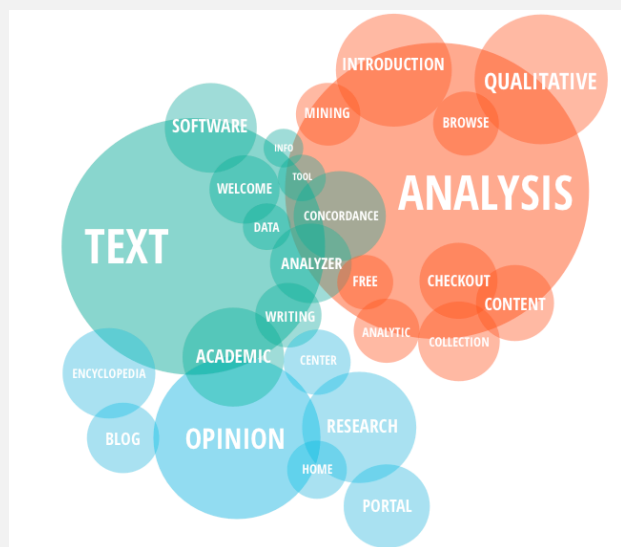 INTRODUCTION
QUALITATIVE
MINING
BROWSE
SOFTWARE
INFO
TOOL
WELCOME
ANALYSIS
CONCORDANCE
DATA
TEXT
ANALYZER
FREE
CHECKOUT
CONTENT
WRITING
ANALYTIC
COLLECTION
ACADEMIC
CENTER
ENCYCLOPEDIA
RESEARCH
BLOG
OPINION
HOME
PORTAL